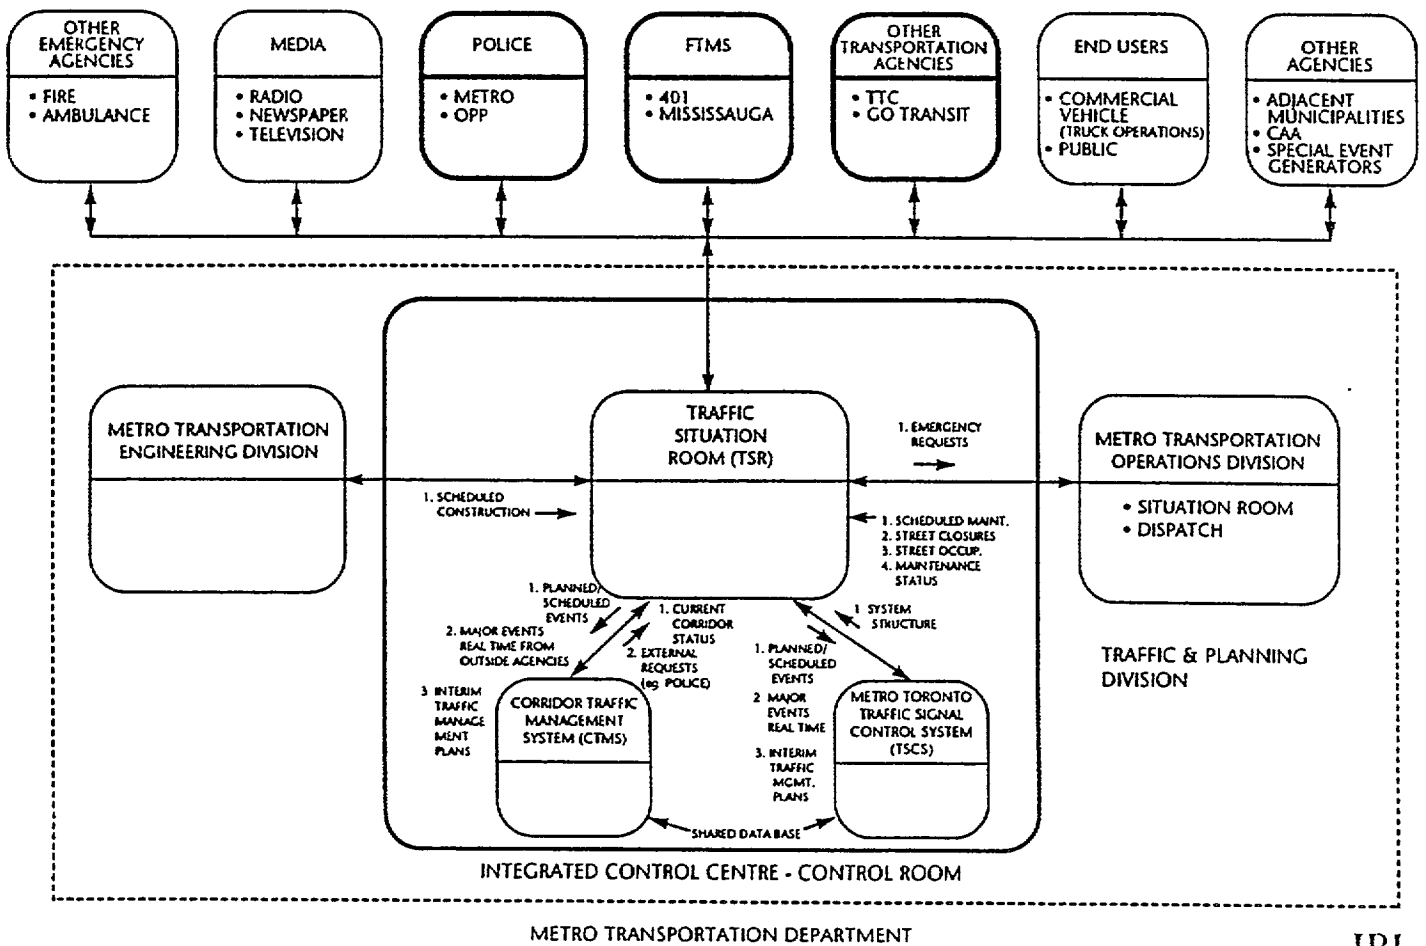 OTHER
EMERGENCY
AGENCIES
• FIRE
• AMBULANCE
MEDIA
• RADIO
• NEWSPAPER
• TELEVISION
POLICE
• METRO
• OPP
FTMS
• 401
• MISSISSAUGA
OTHER
TRANSPORTATION
AGENCIES
• TTC
• GO TRANSIT
END USERS
• COMMERCIAL
VEHICLE
(TRUCK OPERATIONS)
• PUBLIC
OTHER
AGENCIES
• ADJACENT
MUNICIPALITIES
• CAA
• SPECIAL EVENT
GENERATORS
METRO TRANSPORTATION
ENGINEERING DIVISION
TRAFFIC
SITUATION
ROOM (TSR)
1. EMERGENCY
REQUESTS
METRO TRANSPORTATION
OPERATIONS DIVISION
• SITUATION ROOM
• DISPATCH
1. SCHEDULED
CONSTRUCTION
1. SCHEDULED MAINT.
2. STREET CLOSURES
3. STREET OCCUP.
4. MAINTENANCE
STATUS
1. PLANNED/
SCHEDULED
EVENTS
2. MAJOR EVENTS
REAL TIME FROM
OUTSIDE AGENCIES
3 INTERIM
TRAFFIC
MANAGE
MENT
PLANS
1. CURRENT
CORRIDOR
STATUS
2. EXTERNAL
REQUESTS
(eg. POLICE)
1 SYSTEM
STRUCTURE
1. PLANNED/
SCHEDULED
EVENTS
2 MAJOR
EVENTS
REAL TIME
3. INTERIM
TRAFFIC
MGMT.
PLANS
CORRIDOR TRAFFIC
MANAGEMENT
SYSTEM (CTMS)
METRO TORONTO
TRAFFIC SIGNAL
CONTROL SYSTEM
(TSCS)
SHARED DATA BASE
TRAFFIC & PLANNING
DIVISION
INTEGRATED CONTROL CENTRE - CONTROL ROOM
METRO TRANSPORTATION DEPARTMENT